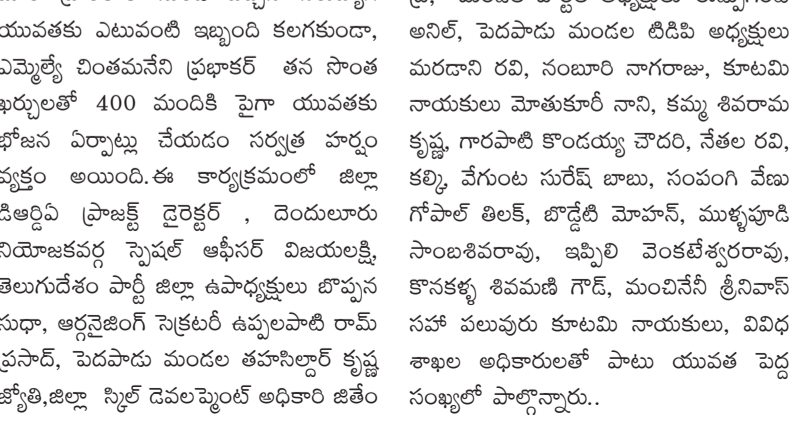 యువతకు ఎటువంటి ఇబ్బంది కలగకుండా,
ఎమ్మెల్యే చింతమనేని ప్రభాకర్ తన సొంత
ఖర్చులతో 400 మందికి పైగా యువతకు
భోజన ఏర్పాట్లు చేయడం సర్వత్ర హర్షం
వ్యక్తం అయింది.ఈ కార్యక్రమంలో జిల్లా
డిఆర్డిఏ ప్రాజక్ట్ డైరెక్టర్ , దెందులూరు
నియోజకవర్గ స్పెషల్ ఆఫీసర్ విజయలక్ష్మి,
తెలుగుదేశం పార్టీ జిల్లా ఉపాధ్యక్షులు బొప్పన
సుధా, ఆర్గనైజింగ్ సెక్రటరీ ఉప్పలపాటి రామ్
ప్రసాద్, పెదపాడు మండల తహసిల్దార్ కృష్ణ
జ్యోతి,జిల్లా స్కిల్ డెవలప్మెంట్ అధికారి జితేం
అనిల్, పెదపాడు మండల టిడిపి అధ్యక్షులు
మరడాని రవి, నంబూరి నాగరాజు, కూటమి
నాయకులు మోతుకూరీ నాని, కమ్మ శివరామ
కృష్ణ, గారపాటి కొండయ్య చౌదరి, నేతల రవి,
కల్కి, వేగుంట సురేష్ బాబు, సంపంగి వేణు
గోపాల్ తిలక్, బొడ్డేటి మోహన్, ముళ్ళపూడి
సాంబశివరావు, ఇప్పిలి వెంకటేశ్వరరావు,
కొనకళ్ళ శివమణి గౌడ్, మంచినేనీ శ్రీనివాస్
సహా పలువురు కూటమి నాయకులు, వివిధ
శాఖల అధికారులతో పాటు యువత పెద్ద
సంఖ్యలో పాల్గొన్నారు..